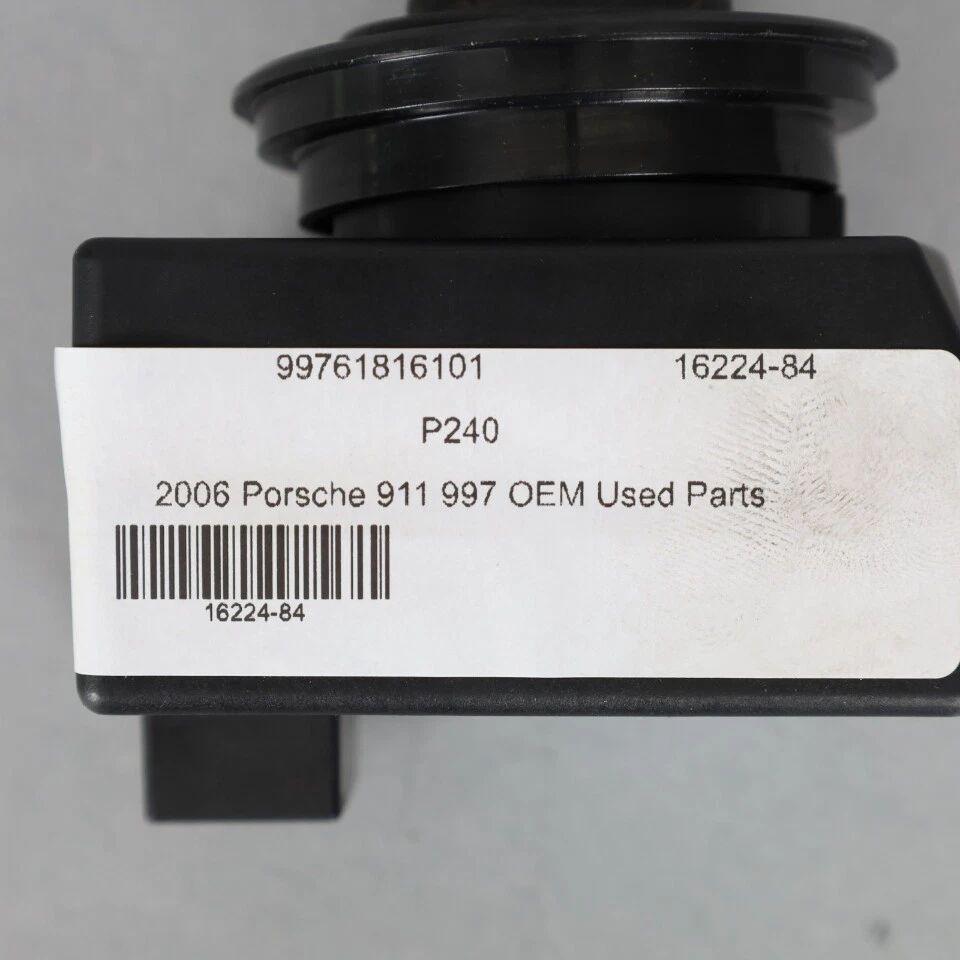 99761816101 16224-84
P240
2006 Porsche 911 997 OEM Used Parts
16224-84